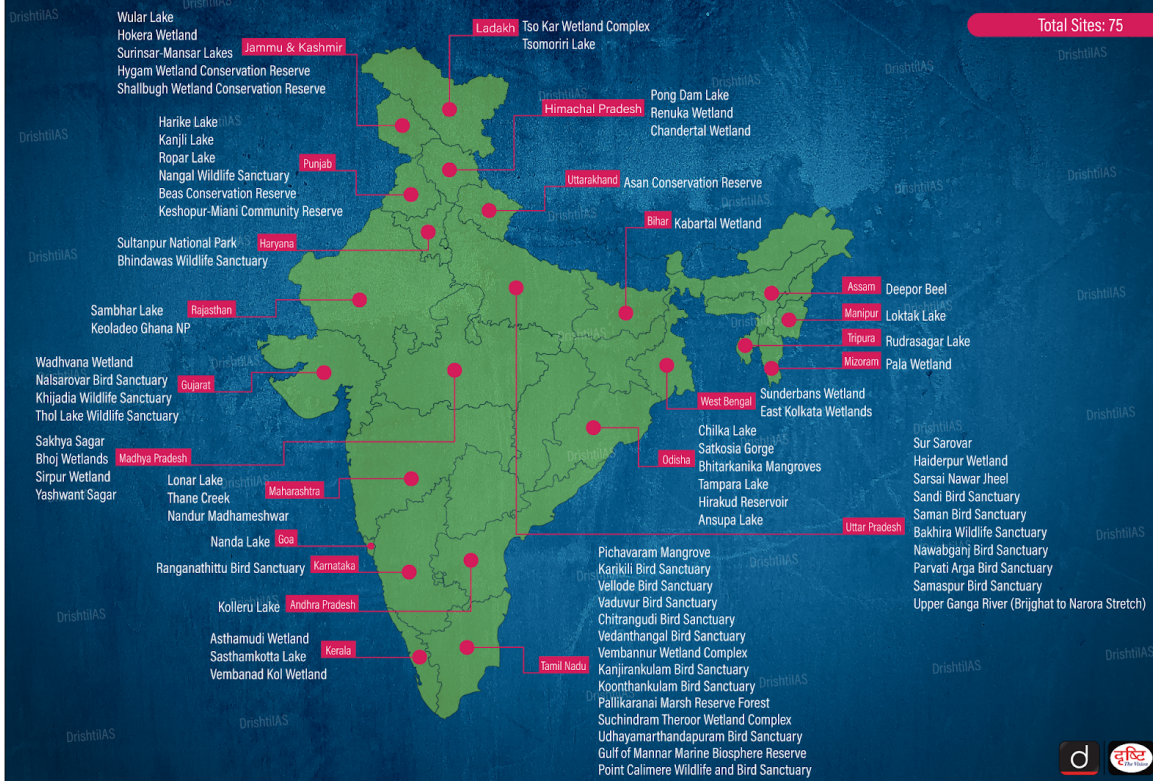 Total Sites: 75
Jammu & Kashmir
Wular Lake
Hokera Wetland
Surinsar-Mansar Lakes
Hygam Wetland Conservation Reserve
Shallbugh Wetland Conservation Reserve
Ladakh
Tso Kar Wetland Complex
Tsomoriri Lake
Himachal Pradesh
Pong Dam Lake
Renuka Wetland
Chandertal Wetland
Punjab
Harike Lake
Kanjli Lake
Ropar Lake
Nangal Wildlife Sanctuary
Beas Conservation Reserve
Keshopur-Miani Community Reserve
Uttarakhand
Asan Conservation Reserve
Bihar
Kabartal Wetland
Haryana
Sultanpur National Park
Bhindawas Wildlife Sanctuary
Rajasthan
Sambhar Lake
Keoladeo Ghana NP
Assam
Deepor Beel
Manipur
Loktak Lake
Tripura
Rudrasagar Lake
Mizoram
Pala Wetland
Gujarat
Wadhvana Wetland
Nalsarovar Bird Sanctuary
Khijadia Wildlife Sanctuary
Thol Lake Wildlife Sanctuary
West Bengal
Sunderbans Wetland
East Kolkata Wetlands
Madhya Pradesh
Sakhya Sagar
Bhoj Wetlands
Sirpur Wetland
Yashwant Sagar
Odisha
Chilka Lake
Satkosia Gorge
Bhitarkanika Mangroves
Tampara Lake
Hirakud Reservoir
Ansupa Lake
Maharashtra
Lonar Lake
Thane Creek
Nandur Madhameshwar
Uttar Pradesh
Sur Sarovar
Haiderpur Wetland
Sarsai Nawar Jheel
Sandi Bird Sanctuary
Saman Bird Sanctuary
Bakhira Wildlife Sanctuary
Nawabganj Bird Sanctuary
Parvati Arga Bird Sanctuary
Samaspur Bird Sanctuary
Upper Ganga River (Brijghat to Narora Stretch)
Goa
Nanda Lake
Karnataka
Ranganathittu Bird Sanctuary
Andhra Pradesh
Kolleru Lake
Kerala
Asthamudi Wetland
Sasthamkotta Lake
Vembanad Kol Wetland
Tamil Nadu
Pichavaram Mangrove
Karikili Bird Sanctuary
Vellode Bird Sanctuary
Vaduvur Bird Sanctuary
Chitrangudi Bird Sanctuary
Vedanthangal Bird Sanctuary
Vembannur Wetland Complex
Kanjirankulam Bird Sanctuary
Koonthankulam Bird Sanctuary
Pallikaranai Marsh Reserve Forest
Suchindram Theroor Wetland Complex
Udhayamarthandapuram Bird Sanctuary
Gulf of Mannar Marine Biosphere Reserve
Point Calimere Wildlife and Bird Sanctuary
DrishtiIAS
d
दृष्टि
The Vision